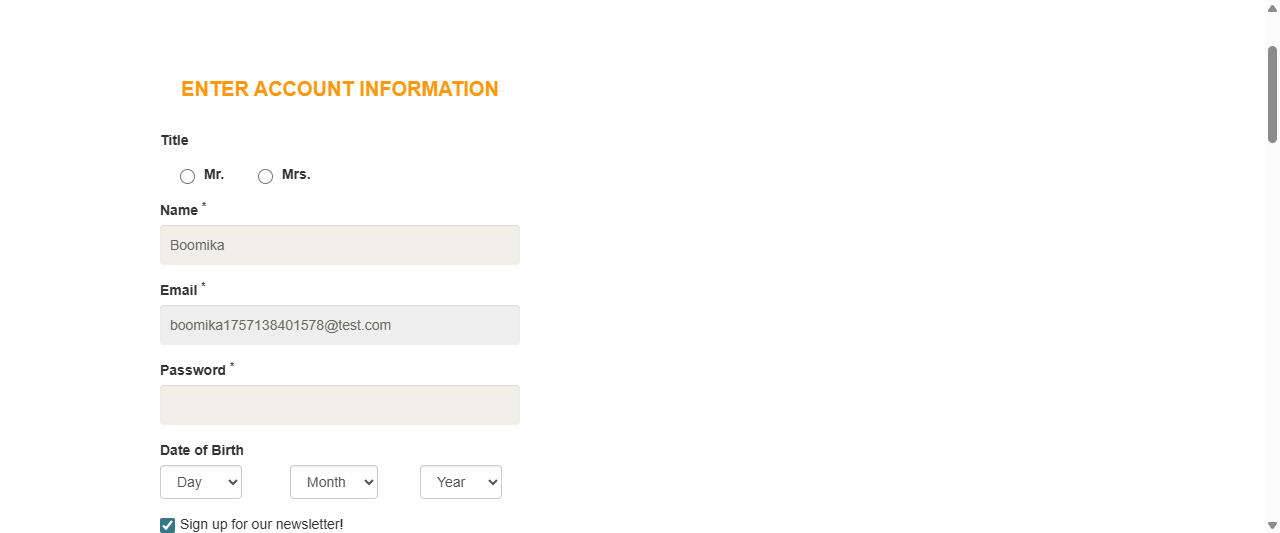 ENTER ACCOUNT INFORMATION
Title
Mr. Mrs.
Name *
Boomika
Email *
boomika1757138401578@test.com
Password *
Date of Birth
Day Month Year
Sign up for our newsletter!